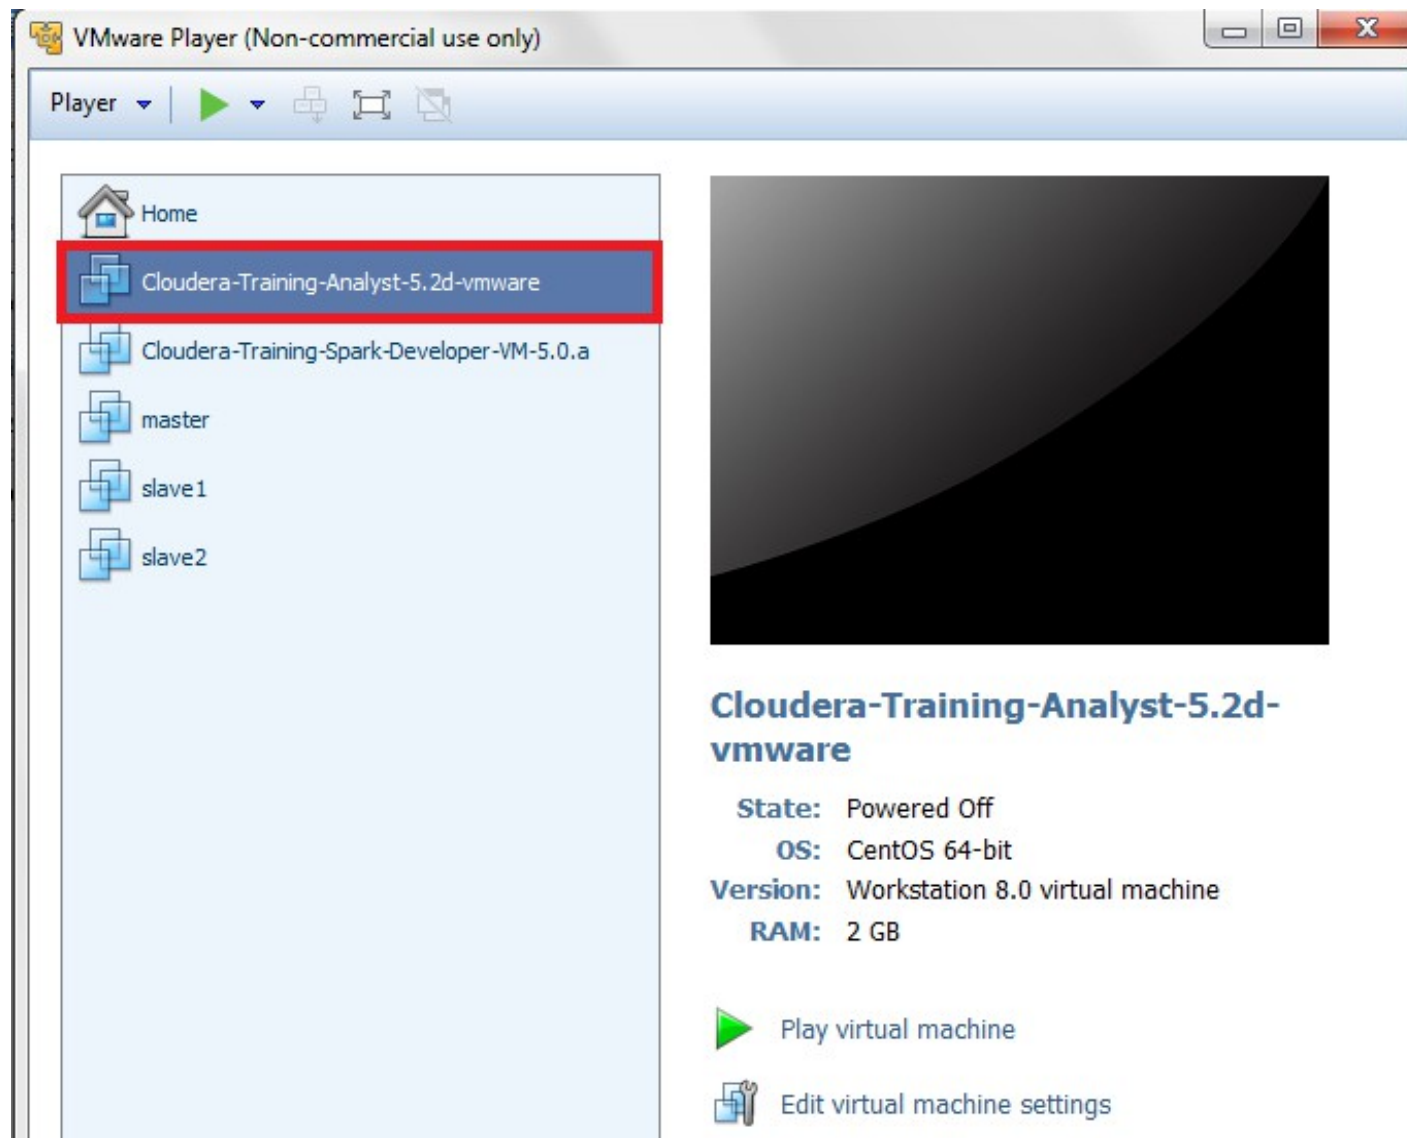 VMware Player (Non-commercial use only)
Player
Home
Cloudera-Training-Analyst-5.2d-vmware
Cloudera-Training-Spark-Developer-VM-5.0.a
master
slave1
slave2
Cloudera-Training-Analyst-5.2d-
vmware
State: Powered Off
OS: CentOS 64-bit
Version: Workstation 8.0 virtual machine
RAM: 2 GB
Play virtual machine
Edit virtual machine settings